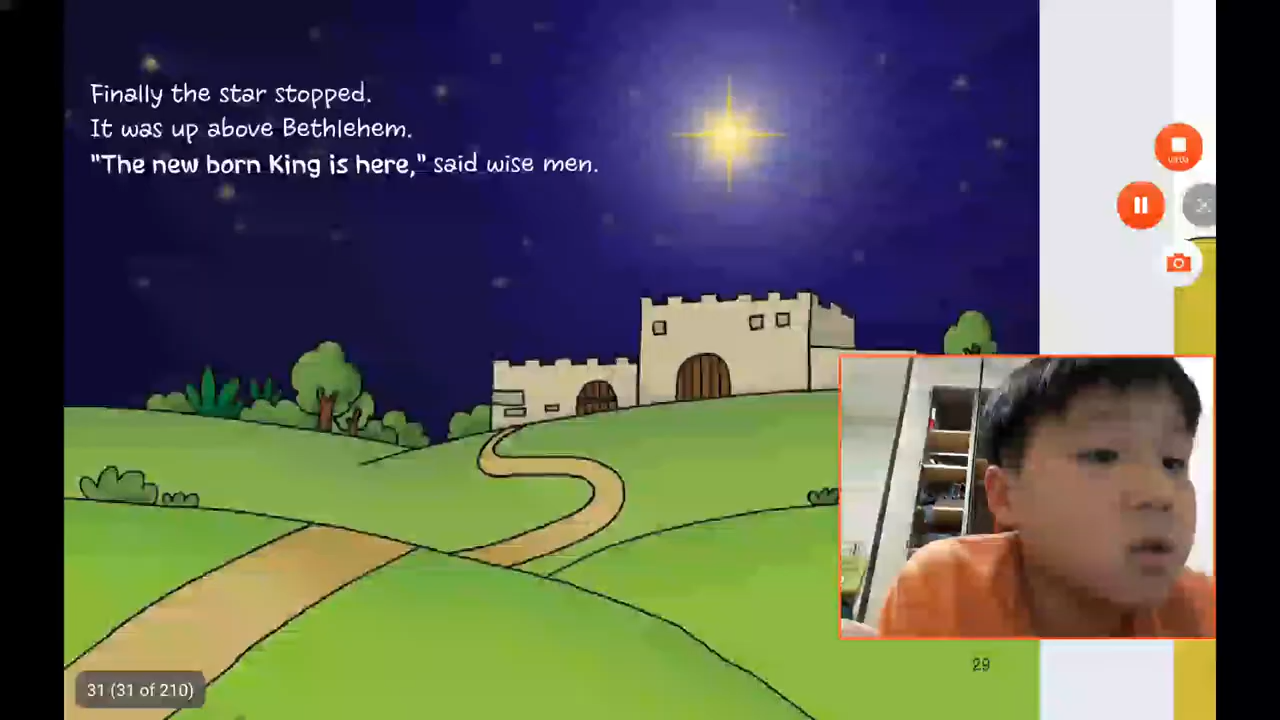 Finally the star stopped.
It was up above Bethlehem.
"The new born King is here," said wise men.
29
31 (31 of 210)